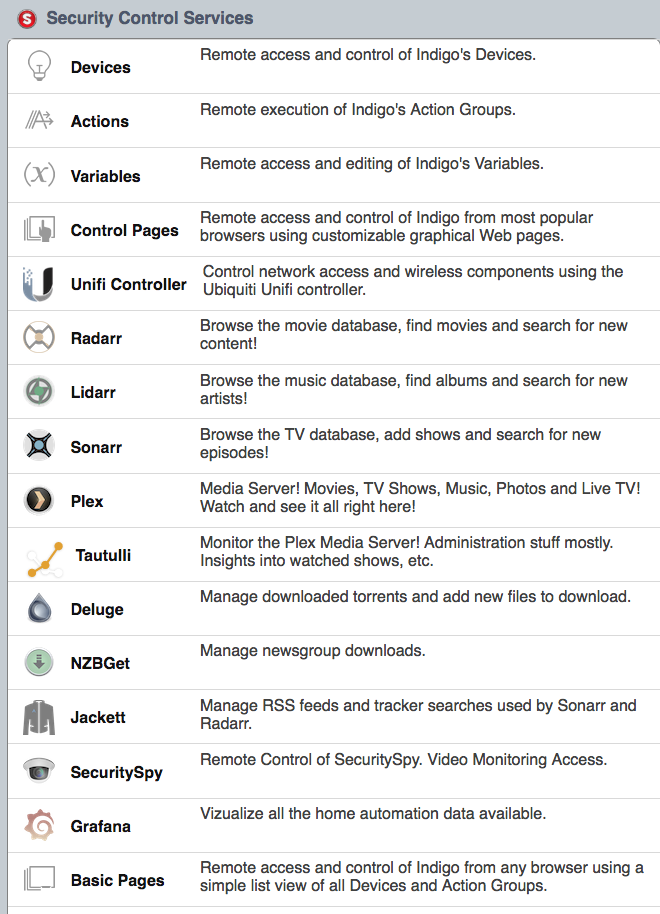 S Security Control Services
Devices
Remote access and control of Indigo's Devices.
Actions
Remote execution of Indigo's Action Groups.
(x) Variables
Remote access and editing of Indigo's Variables.
Control Pages
Remote access and control of Indigo from most popular
browsers using customizable graphical Web pages.
Unifi Controller
Control network access and wireless components using the
Ubiquiti Unifi controller.
Radarr
Browse the movie database, find movies and search for new
content!
Lidarr
Browse the music database, find albums and search for new
artists!
Sonarr
Browse the TV database, add shows and search for new
episodes!
Plex
Media Server! Movies, TV Shows, Music, Photos and Live TV!
Watch and see it all right here!
Tautulli
Monitor the Plex Media Server! Administration stuff mostly.
Insights into watched shows, etc.
Deluge
Manage downloaded torrents and add new files to download.
NZBGet
Manage newsgroup downloads.
Jackett
Manage RSS feeds and tracker searches used by Sonarr and
Radarr.
SecuritySpy
Remote Control of SecuritySpy. Video Monitoring Access.
Grafana
Vizualize all the home automation data available.
Basic Pages
Remote access and control of Indigo from any browser using a
simple list view of all Devices and Action Groups.